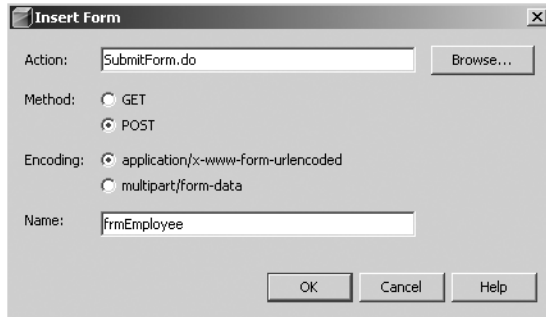 Insert Form
Action: SubmitForm.do Browse...
Method: GET
POST
Encoding: application/x-www-form-urlencoded
multipart/form-data
Name: frmEmployee
OK Cancel Help